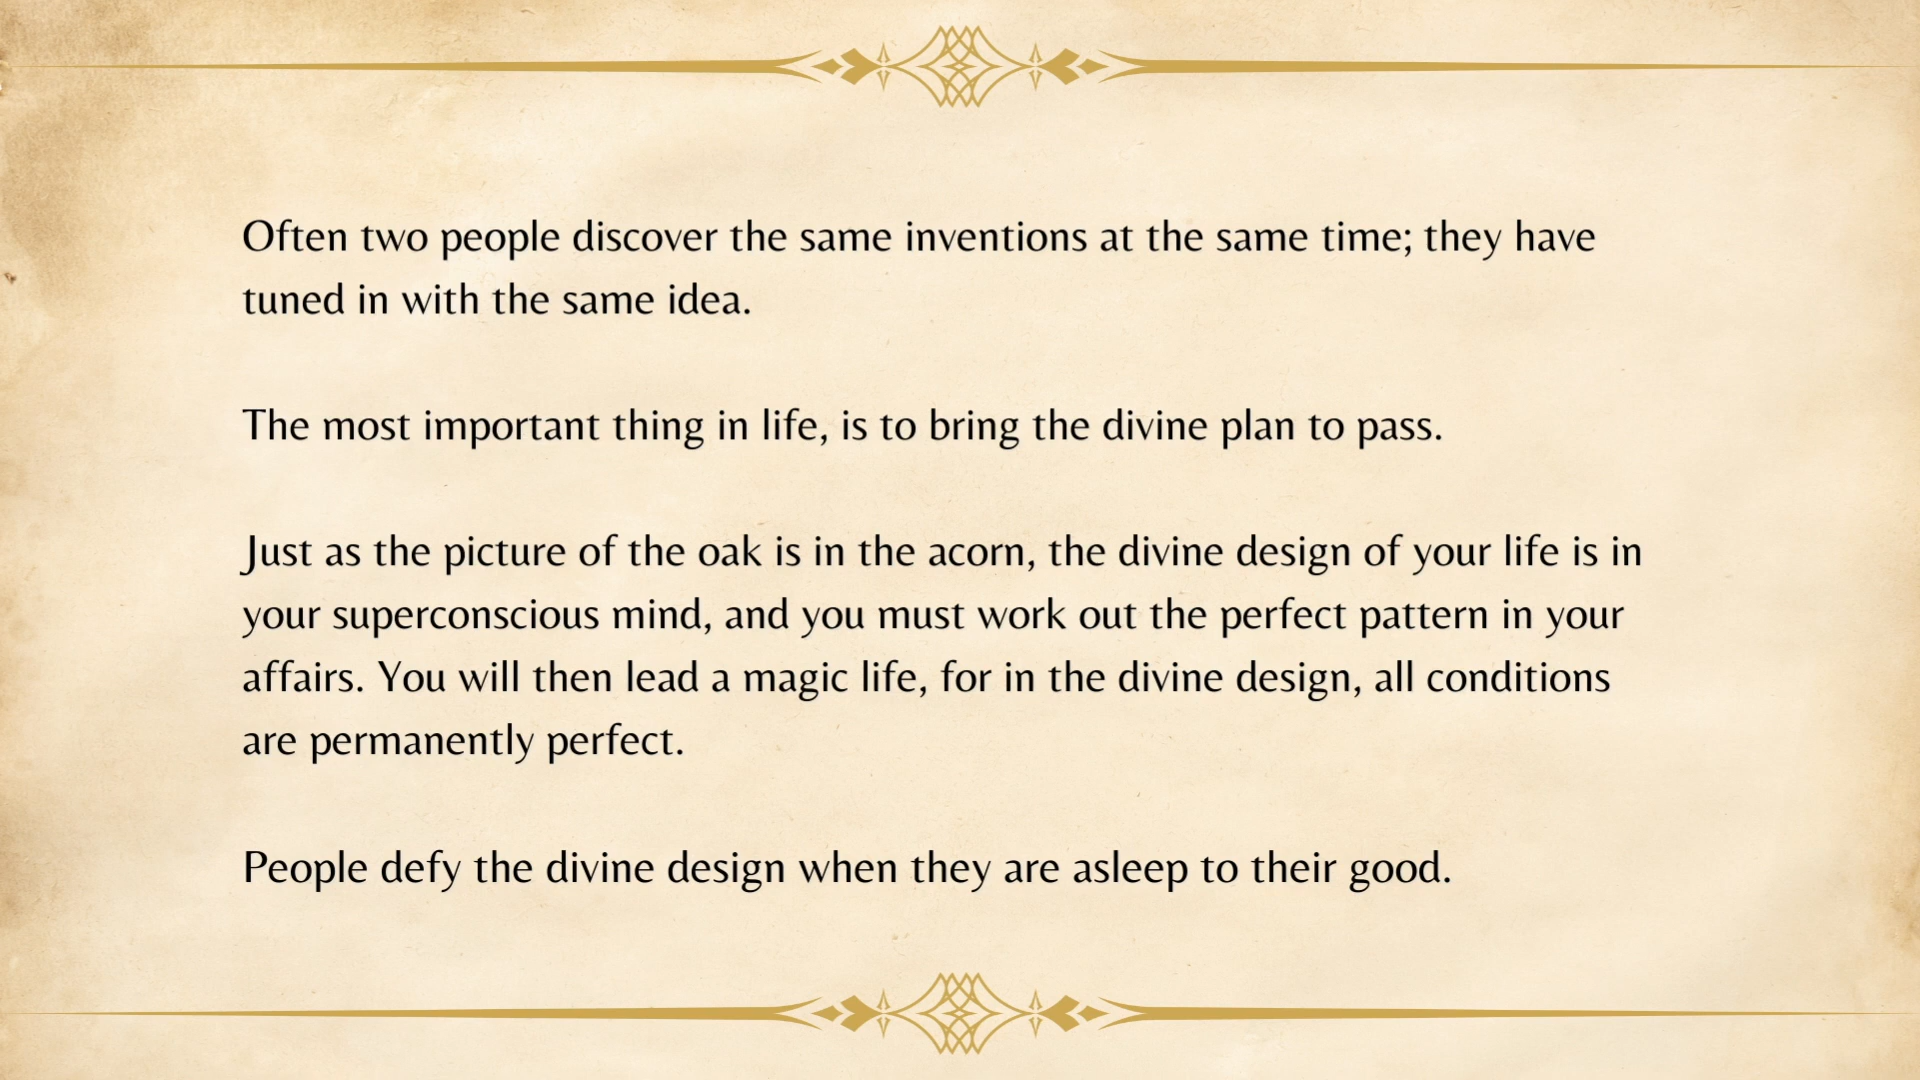 Often two people discover the same inventions at the same time; they have
tuned in with the same idea.
The most important thing in life, is to bring the divine plan to pass.
Just as the picture of the oak is in the acorn, the divine design of your life is in
your superconscious mind, and you must work out the perfect pattern in your
affairs. You will then lead a magic life, for in the divine design, all conditions
are permanently perfect.
People defy the divine design when they are asleep to their good.